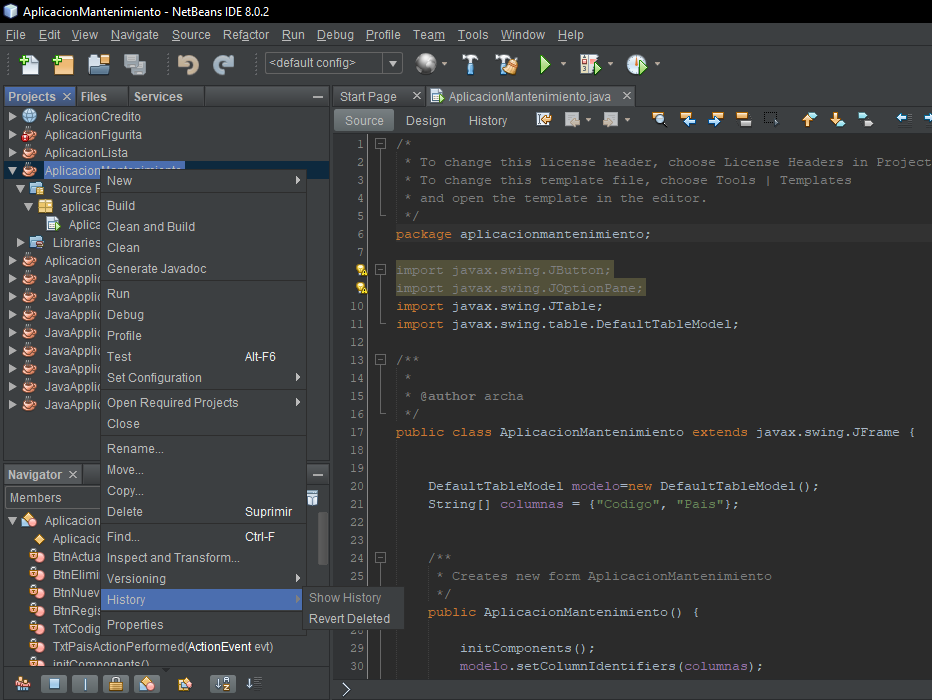 AplicacionMantenimiento - NetBeans IDE 8.0.2
File Edit View Navigate Source Refactor Run Debug Profile Team Tools Window Help
<default config>
Projects Files Services
AplicacionCredito
AplicacionFigurita
AplicacionLista
AplicacionMantenimiento
Source
aplicac
Aplica
Libraries
Aplicacion
JavaApplic
JavaApplic
JavaApplic
JavaApplic
JavaApplic
JavaApplic
JavaApplic
JavaApplic
New
Build
Clean and Build
Clean
Generate Javadoc
Run
Debug
Profile
Test Alt-F6
Set Configuration
Open Required Projects
Close
Rename...
Move...
Copy...
Delete Suprimir
Find... Ctrl-F
Inspect and Transform...
Versioning
History
Properties
Show History
Revert Deleted
Navigator
Members
Aplicacion
Aplicacio
BtnActua
BtnElimi
BtnNuev
BtnRegis
TxtCodig
TxtPaisActionPerformed(ActionEvent evt)
initComponents()
Start Page AplicacionMantenimiento.java
Source Design History
1 /*
2 * To change this license header, choose License Headers in Project
3 * To change this template file, choose Tools | Templates
4 * and open the template in the editor.
5 */
6 package aplicacionmantenimiento;
7
import javax.swing.JButton;
import javax.swing.JOptionPane;
10 import javax.swing.JTable;
11 import javax.swing.table.DefaultTableModel;
12
13 /**
14 *
15 * @author archa
16 */
17 public class AplicacionMantenimiento extends javax.swing.JFrame {
18
19
20 DefaultTableModel modelo=new DefaultTableModel();
21 String[] columnas = {"Codigo", "Pais"};
22
23
24 /**
25 * Creates new form AplicacionMantenimiento
*/
public AplicacionMantenimiento() {
28
29 initComponents();
30 modelo.setColumnIdentifiers(columnas);